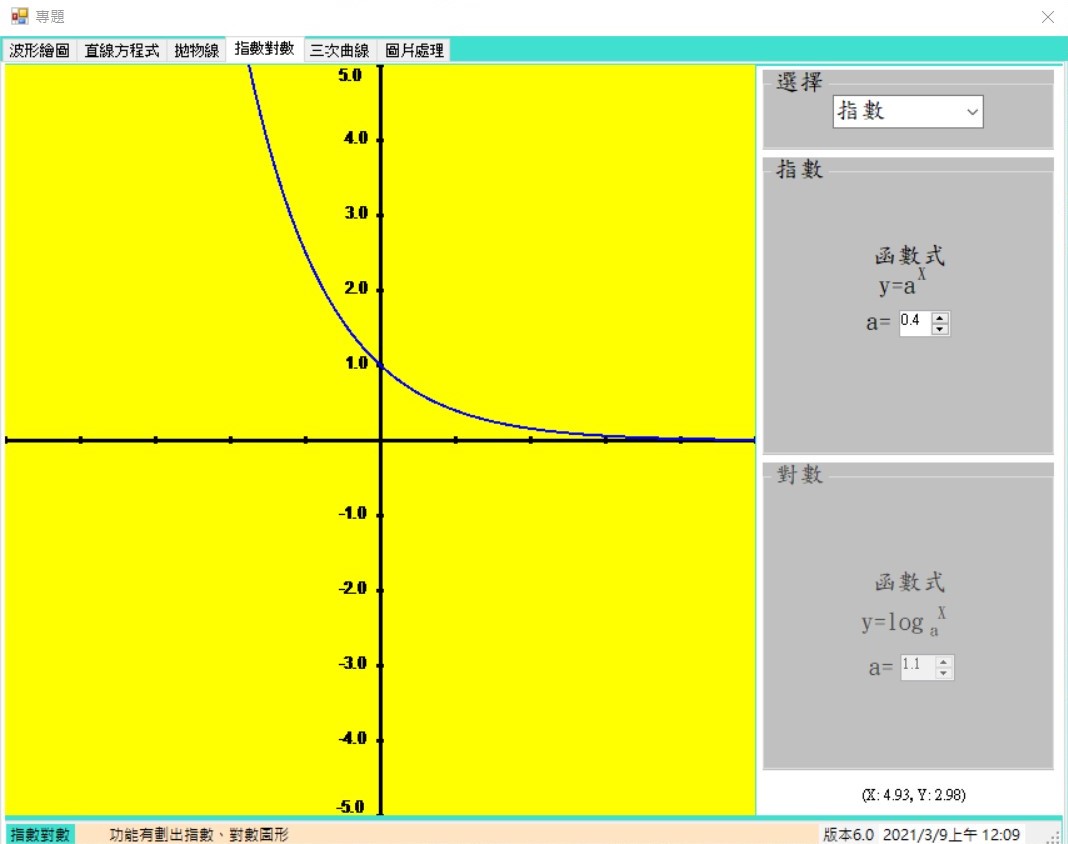 專題
波形繪圖 直線方程式 拋物線 指數對數 三次曲線 圖片處理
5.0
4.0
3.0
2.0
1.0
-1.0
-2.0
-3.0
-4.0
-5.0
選擇
指數
指數
函數式
y=a^X
a= 0.4
對數
函數式
y=log a X
a= 1.1
(X: 4.93, Y: 2.98)
指數對數 功能有劃出指數、對數圖形 版本6.0 2021/3/9上午 12:09